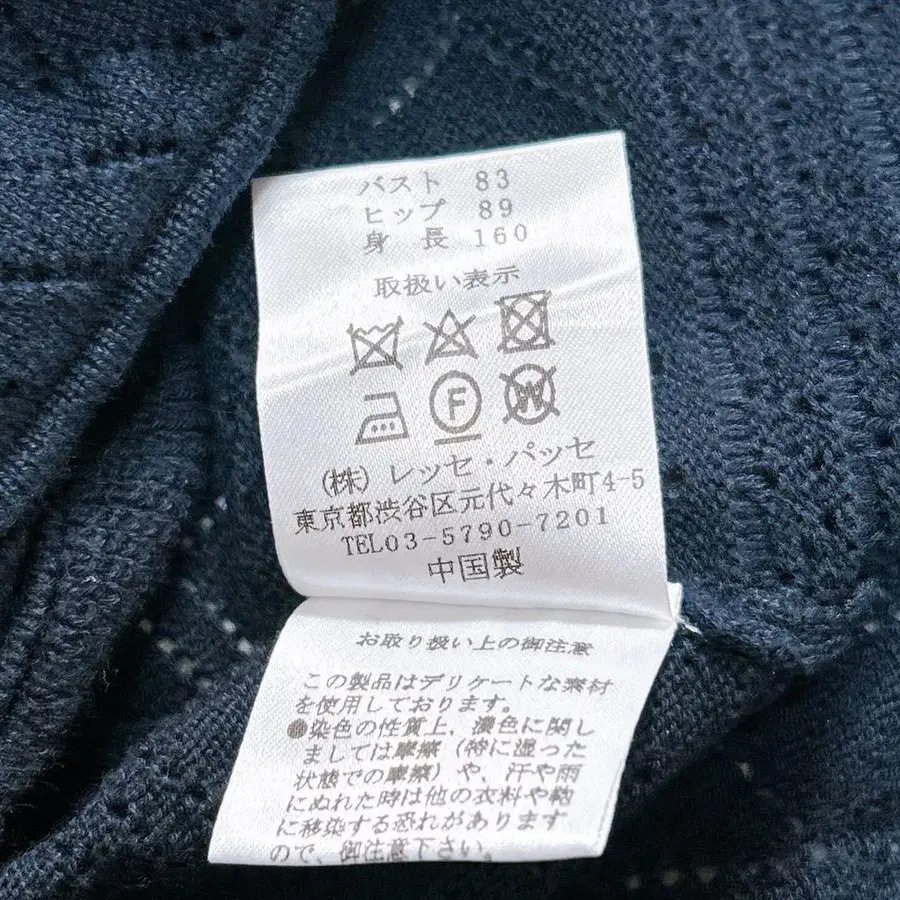 バスト 83
ヒップ 89
身 長 160
取扱い表示
F
W
(株)レッセ・パッセ
東京都渋谷区元代々木町4-5
TEL03-5790-7201
中国製
お取り扱い上の御注意
この製品はデリケートな素材
を使用しております。
●染色の性質上、濃色に関し
ましては摩擦(特に湿った
状態での摩擦)や、汗や雨
にぬれた時は他の衣料や鞄
に移染する恐れがあります
ので、御注意下さい。